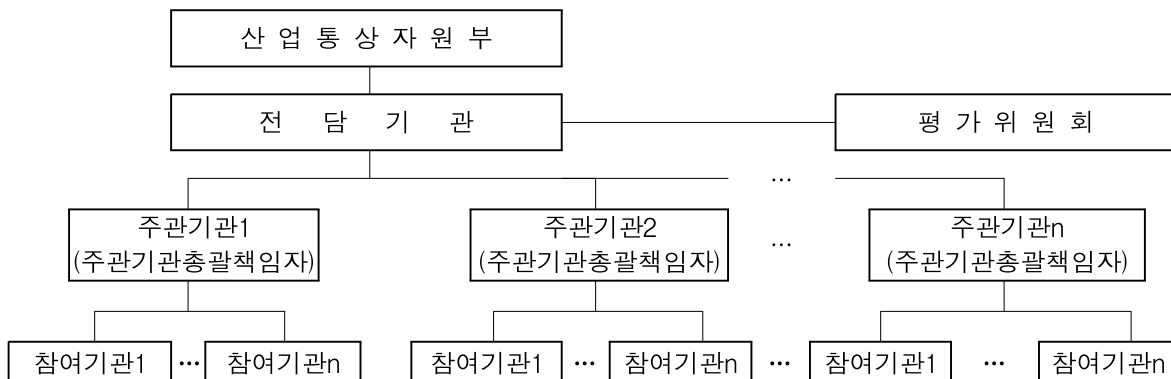 산 업 통 상 자 원 부
전 담 기 관
평 가 위 원 회
...
주관기관1
(주관기관총괄책임자)
주관기관2
(주관기관총괄책임자)
...
주관기관n
(주관기관총괄책임자)
참여기관1 ... 참여기관n
참여기관1 ... 참여기관n ... 참여기관1 ... 참여기관n